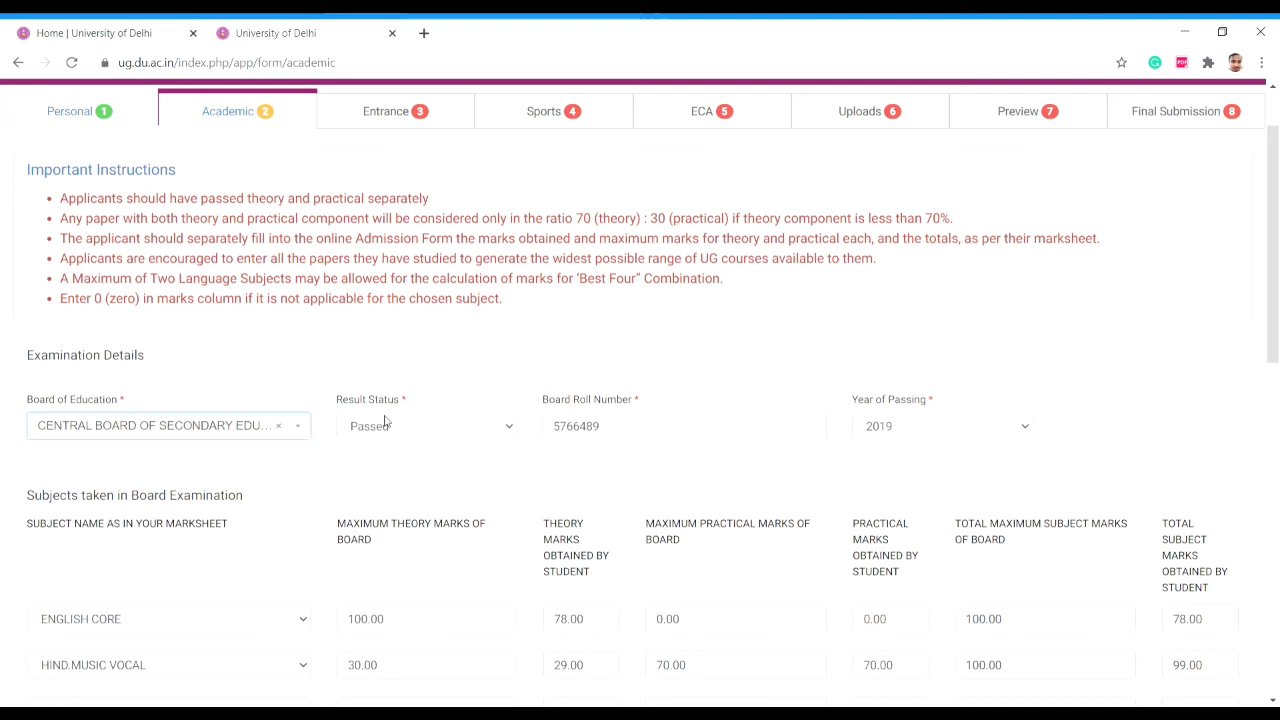 Home | University of Delhi
University of Delhi
ug.du.ac.in/index.php/app/form/academic
PDF
Personal 1
Academic 2
Entrance 3
Sports 4
ECA 5
Uploads 6
Preview 7
Final Submission 8
Important Instructions
Applicants should have passed theory and practical separately
Any paper with both theory and practical component will be considered only in the ratio 70 (theory) : 30 (practical) if theory component is less than 70%.
The applicant should separately fill into the online Admission Form the marks obtained and maximum marks for theory and practical each, and the totals, as per their marksheet.
Applicants are encouraged to enter all the papers they have studied to generate the widest possible range of UG courses available to them.
A Maximum of Two Language Subjects may be allowed for the calculation of marks for ‘Best Four” Combination.
Enter 0 (zero) in marks column if it is not applicable for the chosen subject.
Examination Details
Board of Education * Result Status * Board Roll Number * Year of Passing *
CENTRAL BOARD OF SECONDARY EDU... × Passed 5766489 2019
Subjects taken in Board Examination
SUBJECT NAME AS IN YOUR MARKSHEET
MAXIMUM THEORY MARKS OF
BOARD
THEORY
MARKS
OBTAINED BY
STUDENT
MAXIMUM PRACTICAL MARKS OF
BOARD
PRACTICAL
MARKS
OBTAINED BY
STUDENT
TOTAL MAXIMUM SUBJECT MARKS
OF BOARD
TOTAL
SUBJECT
MARKS
OBTAINED BY
STUDENT
ENGLISH CORE 100.00 78.00 0.00 0.00 100.00 78.00
HIND.MUSIC VOCAL 30.00 29.00 70.00 70.00 100.00 99.00